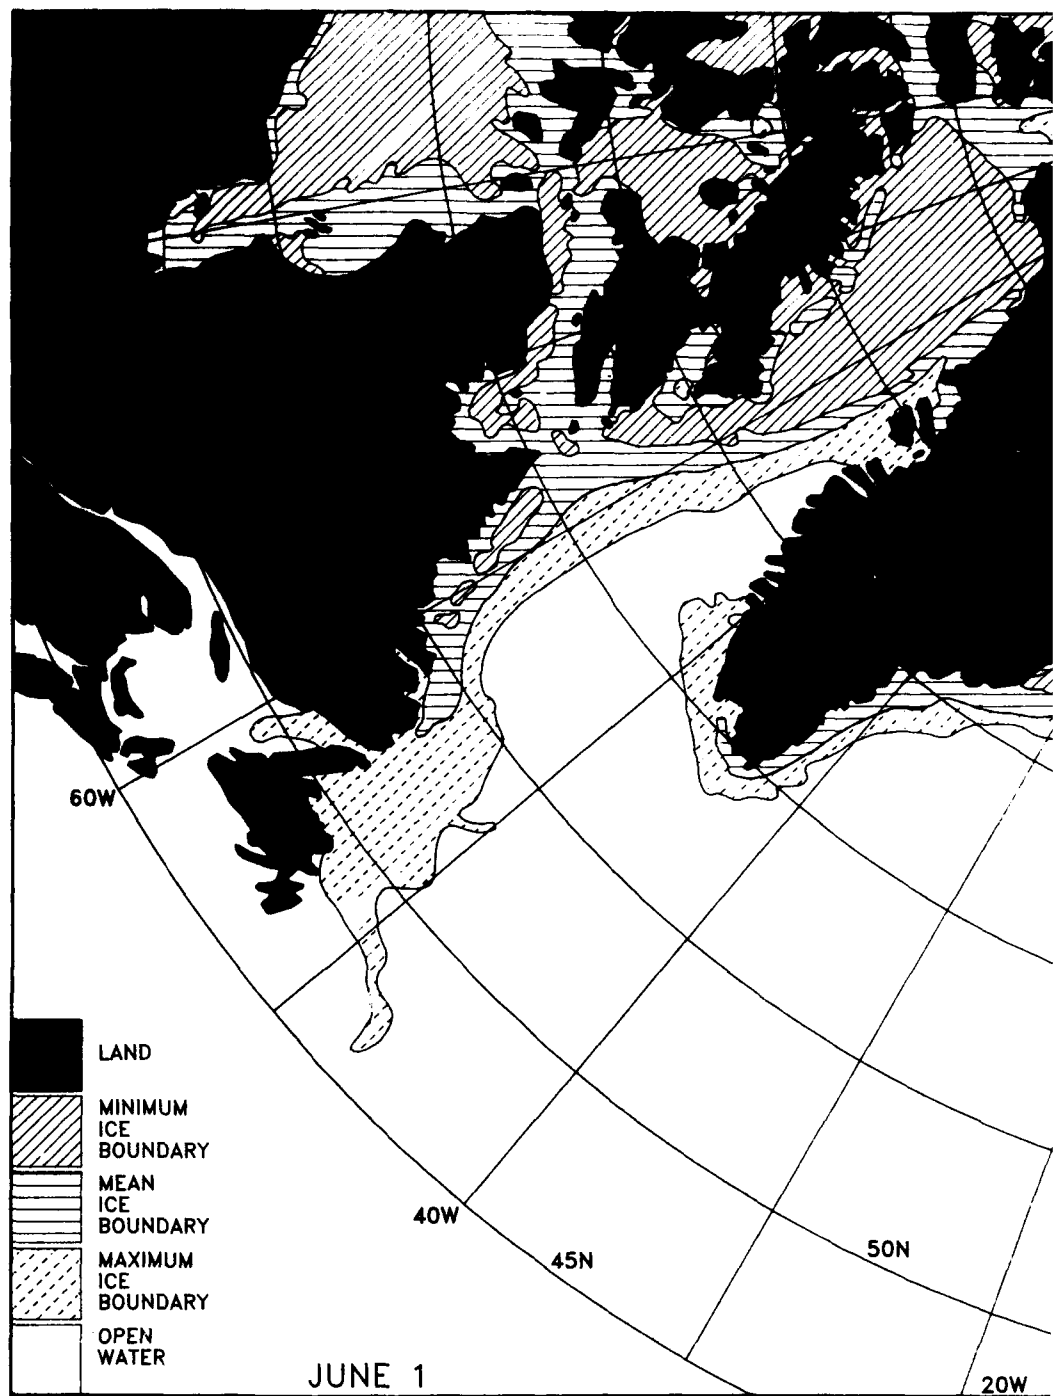 60W
LAND
MINIMUM
ICE
BOUNDARY
MEAN
ICE
BOUNDARY
MAXIMUM
ICE
BOUNDARY
OPEN
WATER
40W
45N
50N
20W
JUNE 1